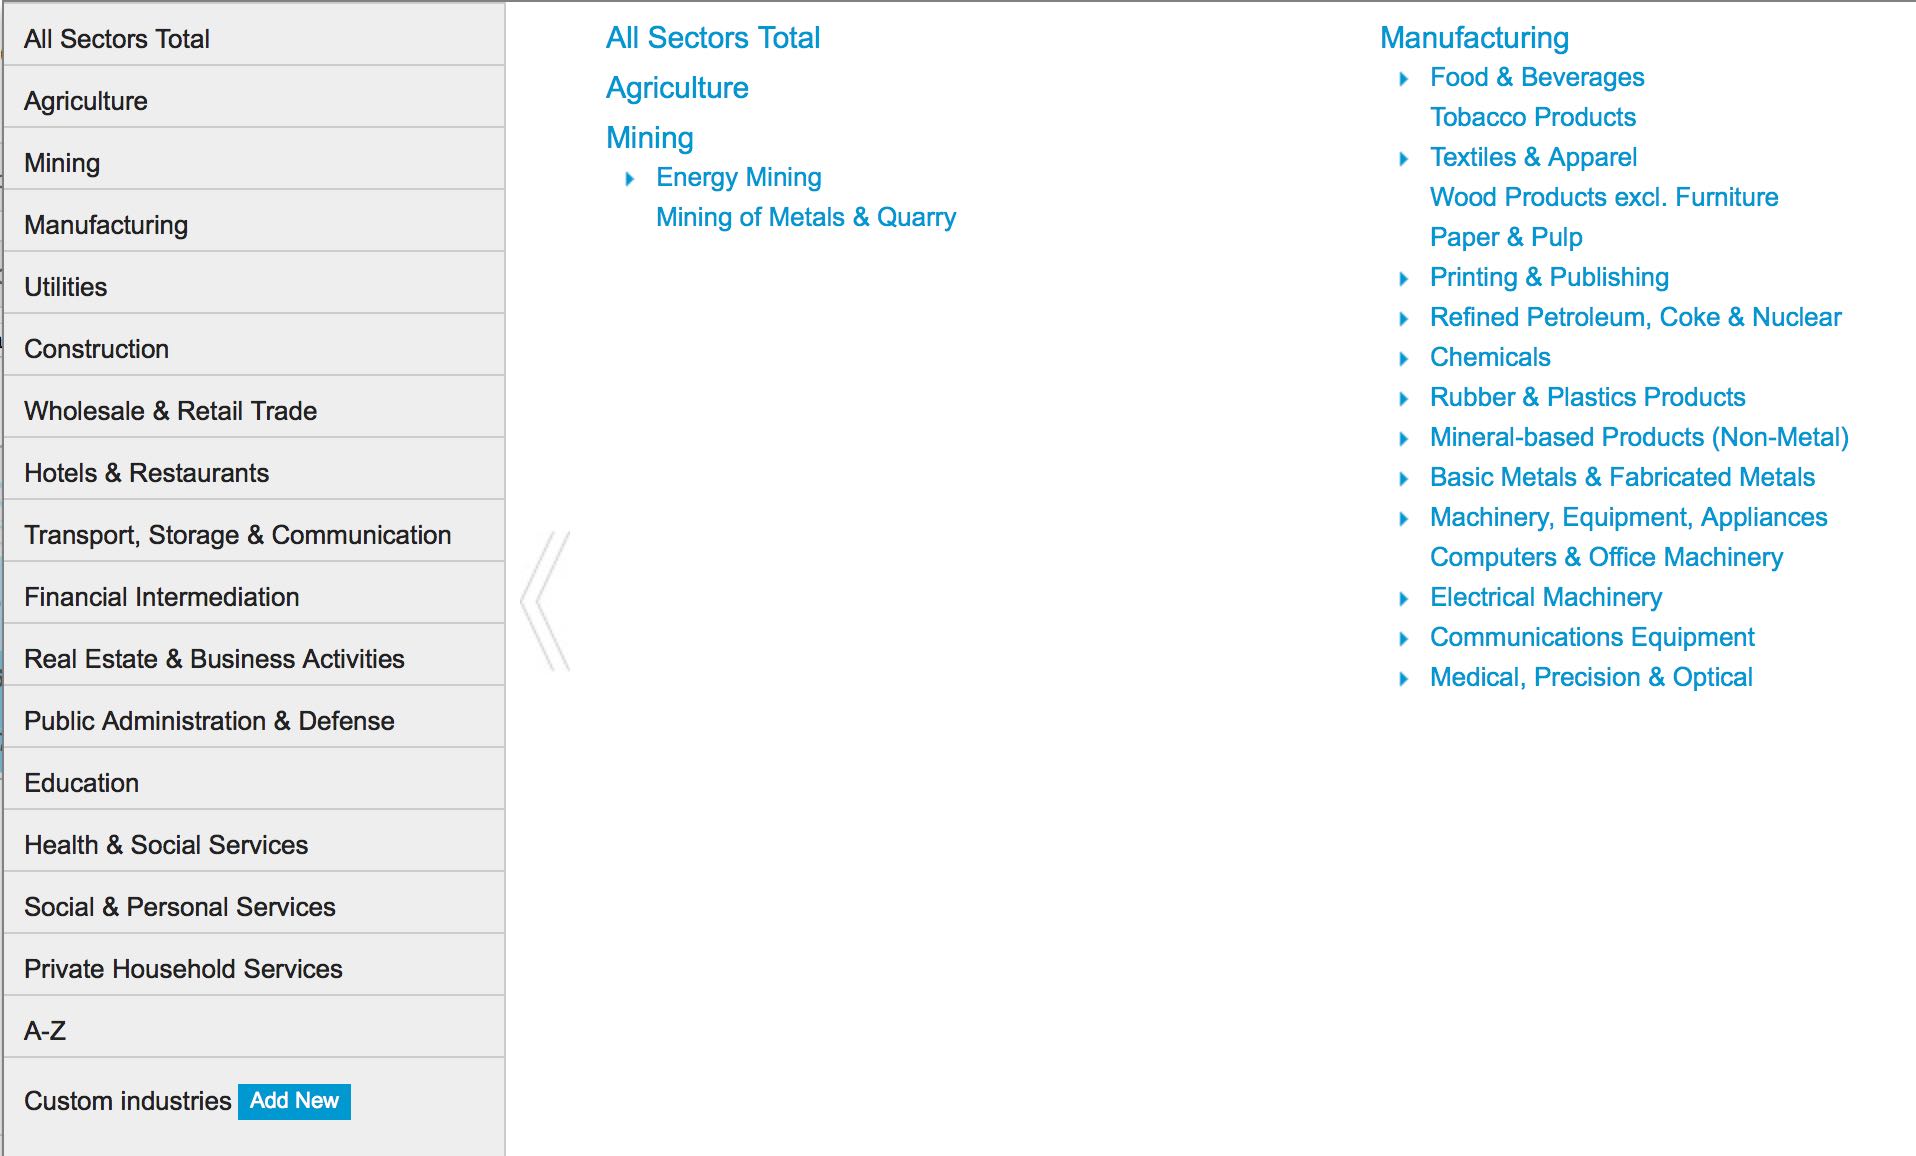 All Sectors Total
Agriculture
Mining
Manufacturing
Utilities
Construction
Wholesale & Retail Trade
Hotels & Restaurants
Transport, Storage & Communication
Financial Intermediation
Real Estate & Business Activities
Public Administration & Defense
Education
Health & Social Services
Social & Personal Services
Private Household Services
A-Z
Custom industries Add New
All Sectors Total
Agriculture
Mining
Energy Mining
Mining of Metals & Quarry
Manufacturing
Food & Beverages
Tobacco Products
Textiles & Apparel
Wood Products excl. Furniture
Paper & Pulp
Printing & Publishing
Refined Petroleum, Coke & Nuclear
Chemicals
Rubber & Plastics Products
Mineral-based Products (Non-Metal)
Basic Metals & Fabricated Metals
Machinery, Equipment, Appliances
Computers & Office Machinery
Electrical Machinery
Communications Equipment
Medical, Precision & Optical